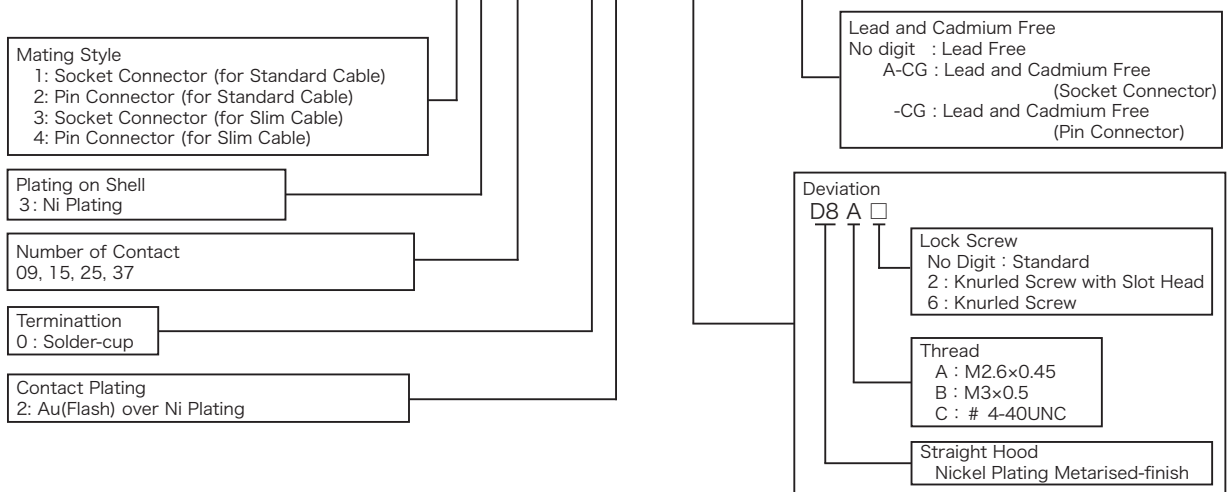 Mating Style
1: Socket Connector (for Standard Cable)
2: Pin Connector (for Standard Cable)
3: Socket Connector (for Slim Cable)
4: Pin Connector (for Slim Cable)
Plating on Shell
3: Ni Plating
Number of Contact
09, 15, 25, 37
Terminattion
0 : Solder-cup
Contact Plating
2: Au(Flash) over Ni Plating
Lead and Cadmium Free
No digit : Lead Free
A-CG : Lead and Cadmium Free
(Socket Connector)
-CG : Lead and Cadmium Free
(Pin Connector)
Deviation
D8 A □
Lock Screw
No Digit : Standard
2 : Knurled Screw with Slot Head
6 : Knurled Screw
Thread
A : M2.6×0.45
B : M3×0.5
C : # 4-40UNC
Straight Hood
Nickel Plating Metarised-finish